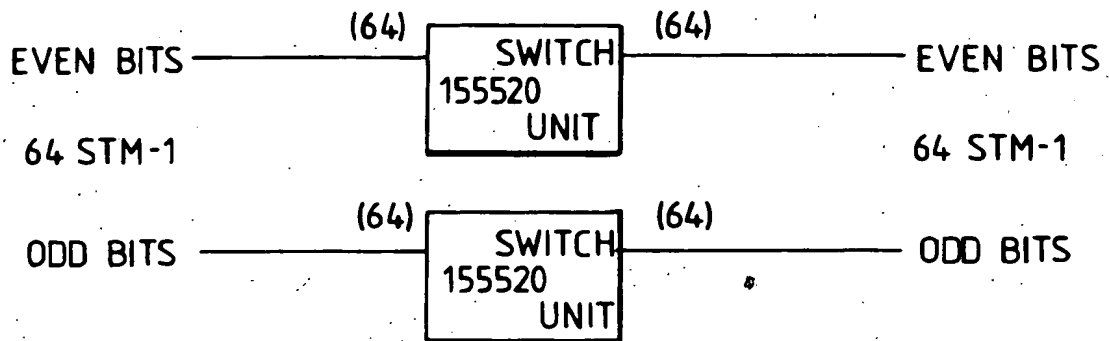 (64) (64)
EVEN BITS SWITCH EVEN BITS
155520
UNIT
64 STM-1 64 STM-1
(64) (64)
ODD BITS SWITCH ODD BITS
155520
UNIT